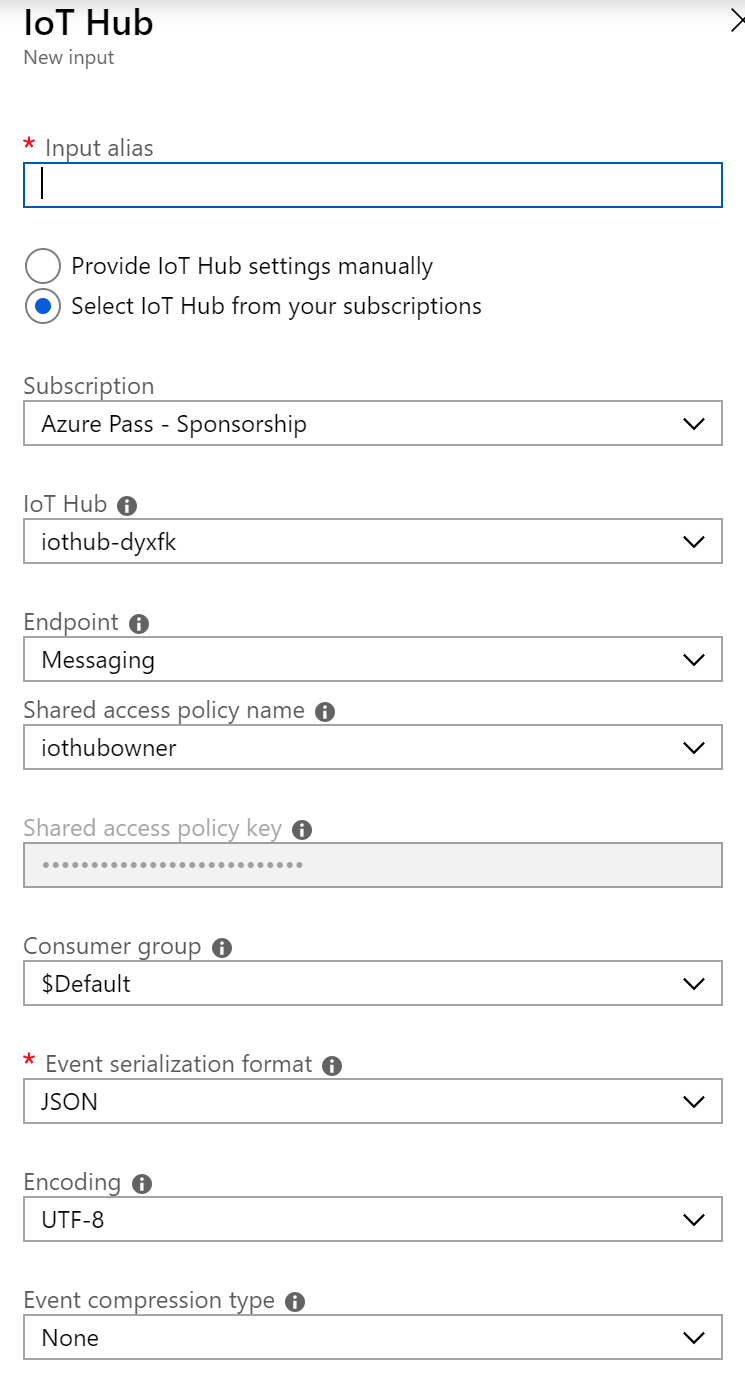 IoT Hub
New input
* Input alias
Provide IoT Hub settings manually
Select IoT Hub from your subscriptions
Subscription
Azure Pass - Sponsorship
IoT Hub
iothub-dyxfk
Endpoint
Messaging
Shared access policy name
iothubowner
Shared access policy key
•••••••••••••••••••••••••••
Consumer group
$Default
* Event serialization format
JSON
Encoding
UTF-8
Event compression type
None